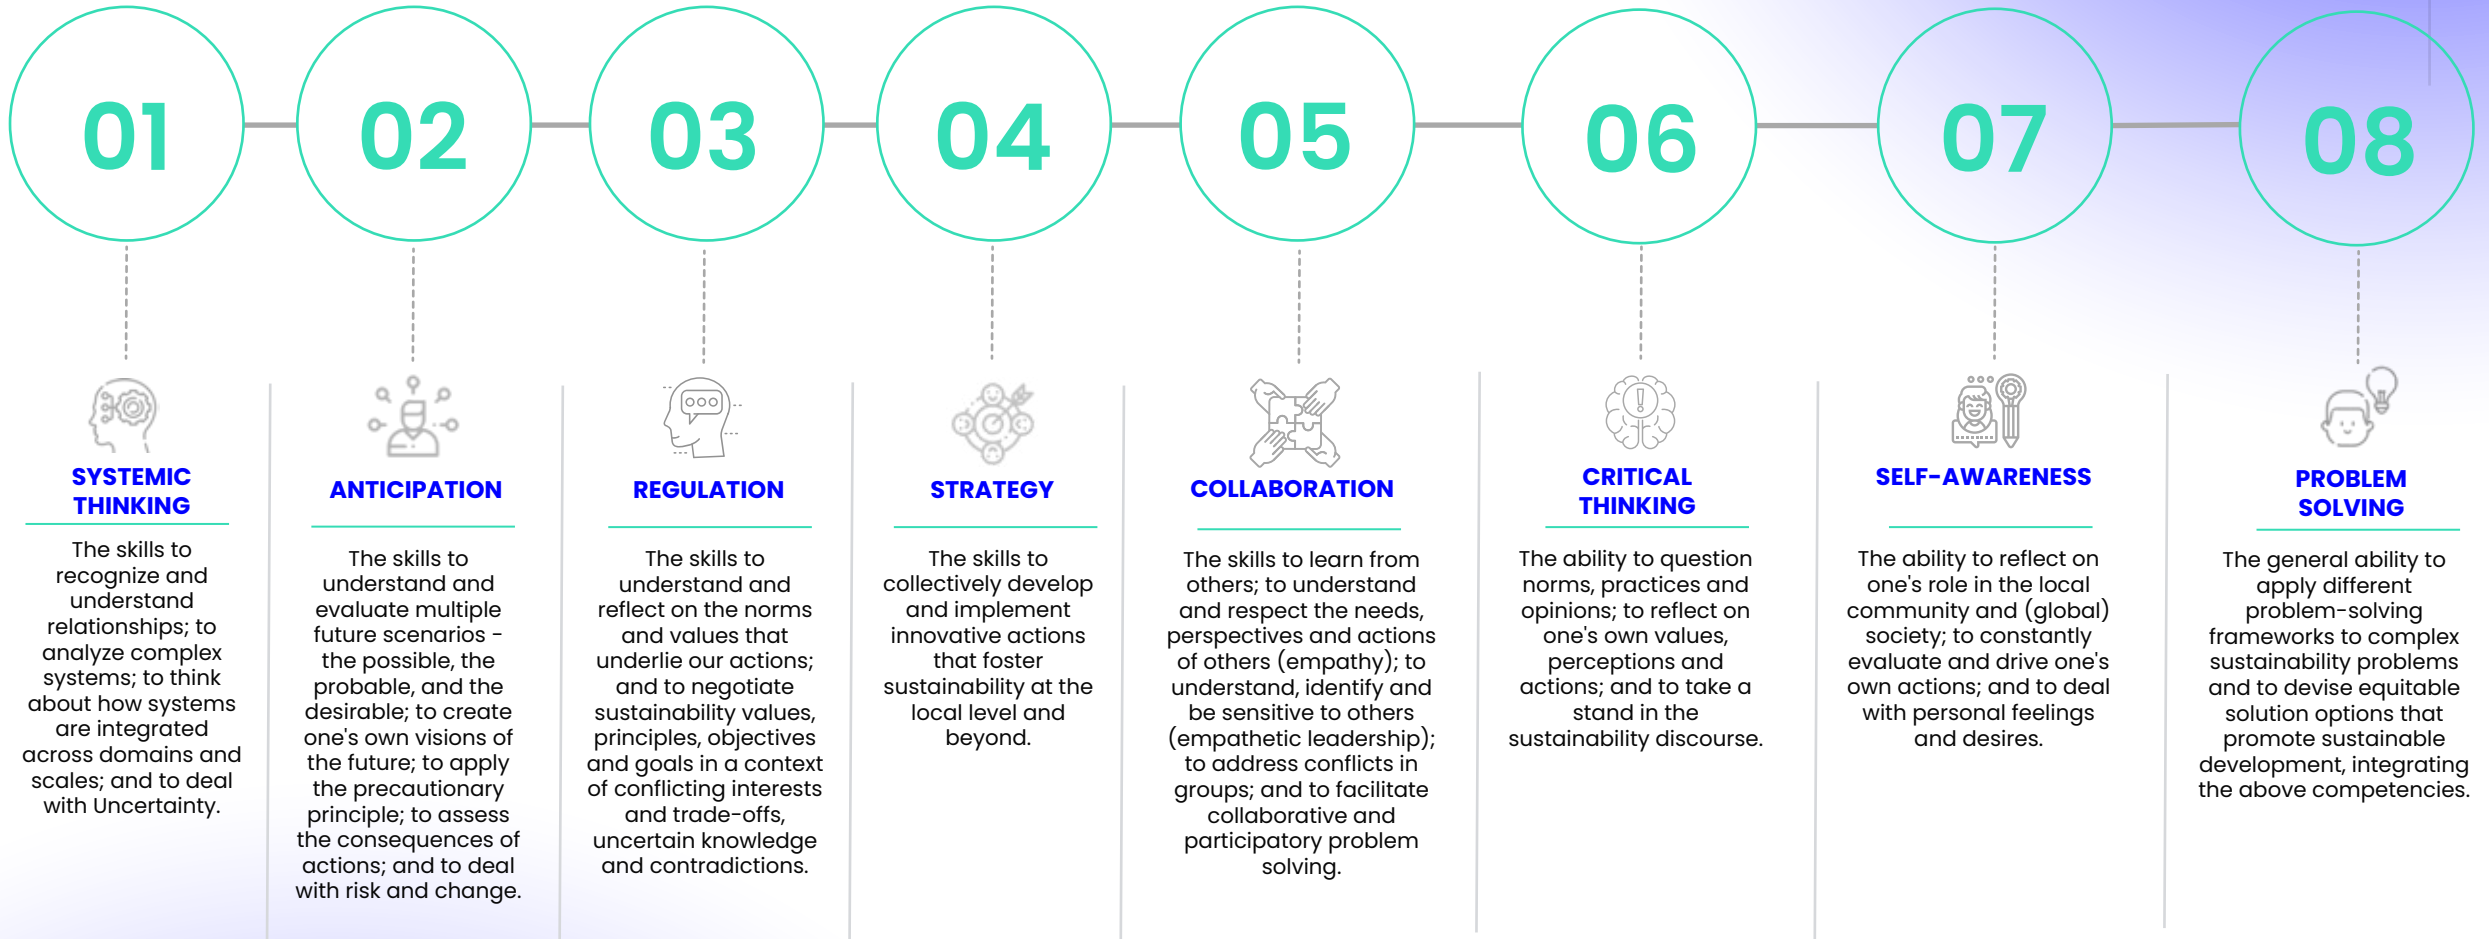 01
02
03
04
05
06
07
08
SYSTEMIC
THINKING
The skills to
recognize and
understand
relationships; to
analyze complex
systems; to think
about how systems
are integrated
across domains and
scales; and to deal
with Uncertainty.
ANTICIPATION
The skills to
understand and
evaluate multiple
future scenarios -
the possible, the
probable, and the
desirable; to create
one's own visions of
the future; to apply
the precautionary
principle; to assess
the consequences of
actions; and to deal
with risk and change.
REGULATION
The skills to
understand and
reflect on the norms
and values that
underlie our actions;
and to negotiate
sustainability values,
principles, objectives
and goals in a context
of conflicting interests
and trade-offs,
uncertain knowledge
and contradictions.
STRATEGY
The skills to
collectively develop
and implement
innovative actions
that foster
sustainability at the
local level and
beyond.
COLLABORATION
The skills to learn from
others; to understand
and respect the needs,
perspectives and actions
of others (empathy); to
understand, identify and
be sensitive to others
(empathetic leadership);
to address conflicts in
groups; and to facilitate
collaborative and
participatory problem
solving.
CRITICAL
THINKING
The ability to question
norms, practices and
opinions; to reflect on
one's own values,
perceptions and
actions; and to take a
stand in the
sustainability discourse.
SELF-AWARENESS
The ability to reflect on
one's role in the local
community and (global)
society; to constantly
evaluate and drive one's
own actions; and to deal
with personal feelings
and desires.
PROBLEM
SOLVING
The general ability to
apply different
problem-solving
frameworks to complex
sustainability problems
and to devise equitable
solution options that
promote sustainable
development, integrating
the above competencies.